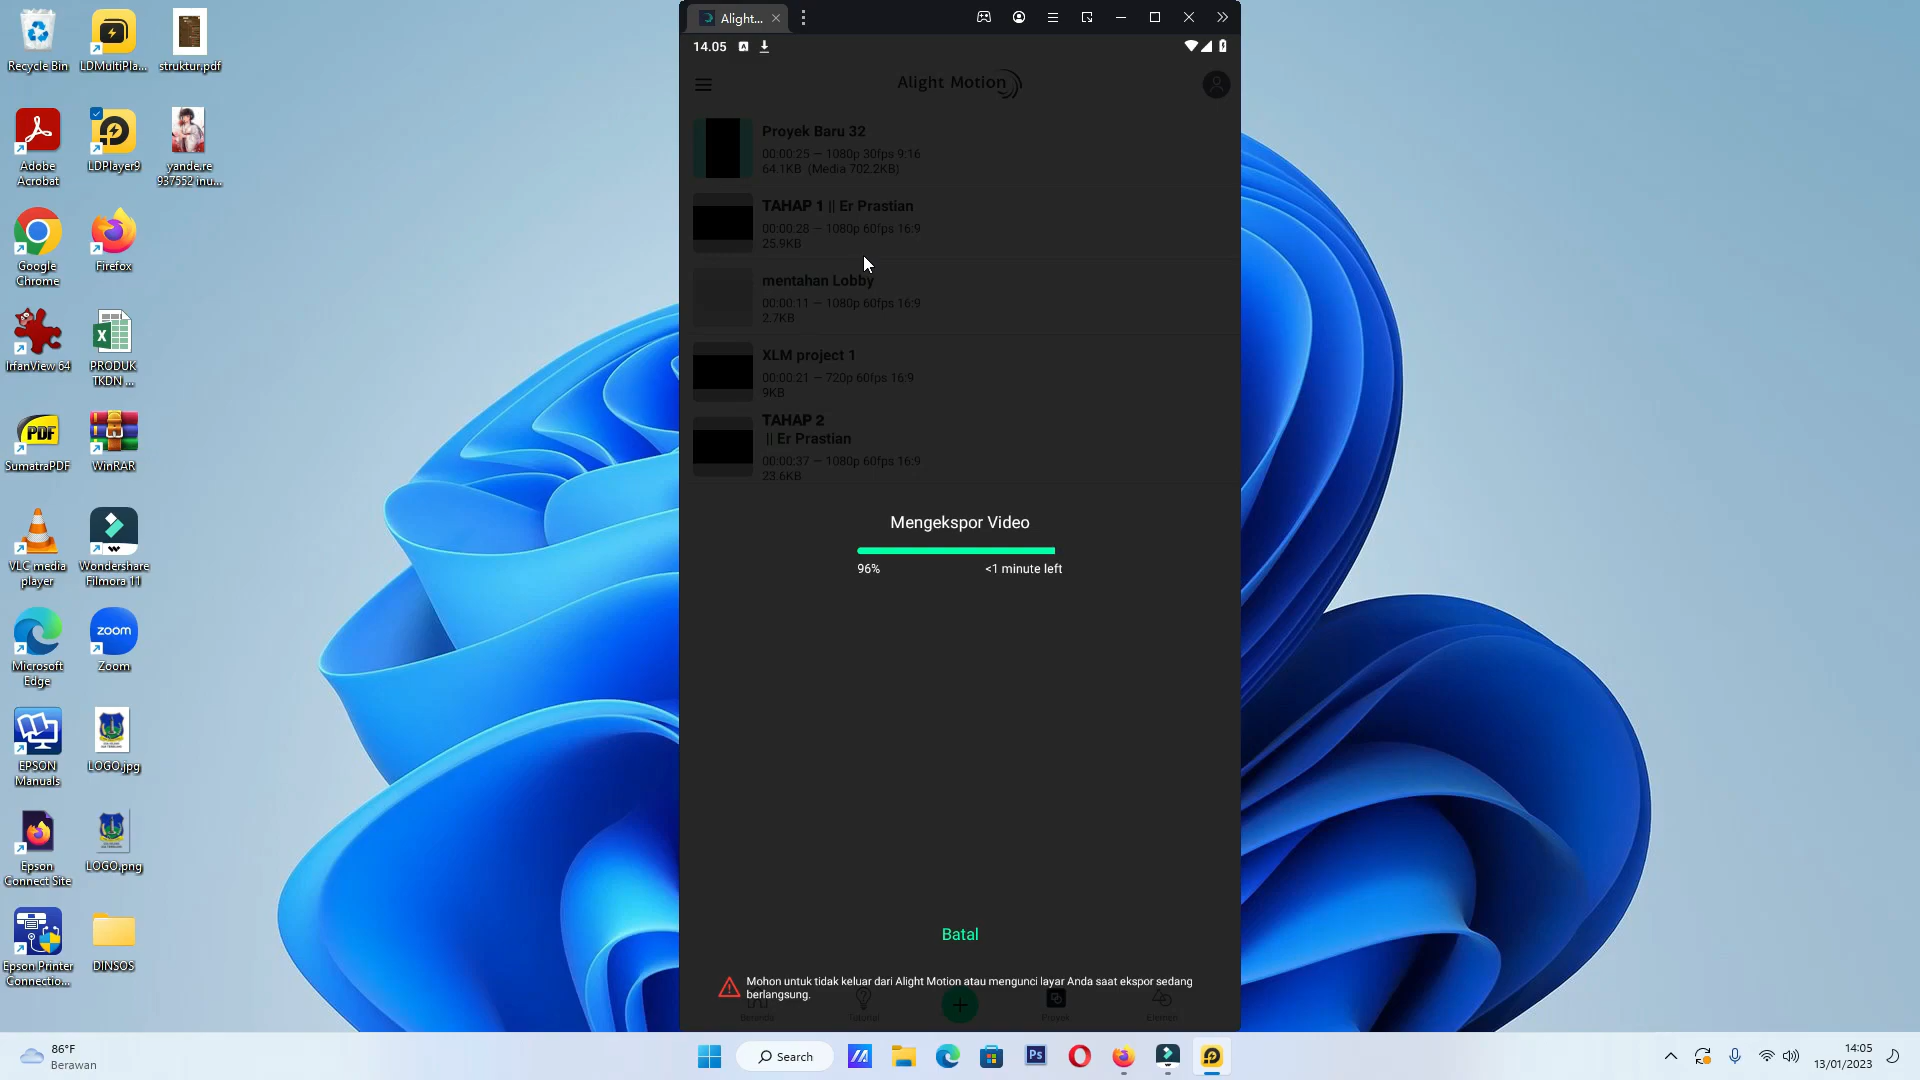 Recycle Bin
LDMultiPla...
struktur.pdf
Adobe
Acrobat
LDPlayer9
yande.re
937552 inu...
Google
Chrome
Firefox
IrfanView 64
PRODUK
TKDN ...
SumatraPDF
WinRAR
VLC media
player
Wondershare
Filmora 11
Microsoft
Edge
zoom
Zoom
EPSON
Manuals
LOGO.jpg
Epson
Connect Site
LOGO.png
Epson Printer
Connectio...
DINSOS
Alight...
14.05
Alight Motion
Proyek Baru 32
00:00:25 — 1080p 30fps 9:16
64.1KB (Media 702.2KB)
TAHAP 1 || Er Prastian
00:00:28 — 1080p 60fps 16:9
25.9KB
mentahan Lobby
00:00:11 — 1080p 60fps 16:9
2.7KB
XLM project 1
00:00:21 — 720p 60fps 16:9
9KB
TAHAP 2
|| Er Prastian
00:00:37 — 1080p 60fps 16:9
23.6KB
Mengekspor Video
96%
<1 minute left
Batal
Mohon untuk tidak keluar dari Alight Motion atau mengunci layar Anda saat ekspor sedang
berlangsung.
Beranda
Tutorial
Proyek
Elemen
86°F
Berawan
Search
Ps
14:05
13/01/2023